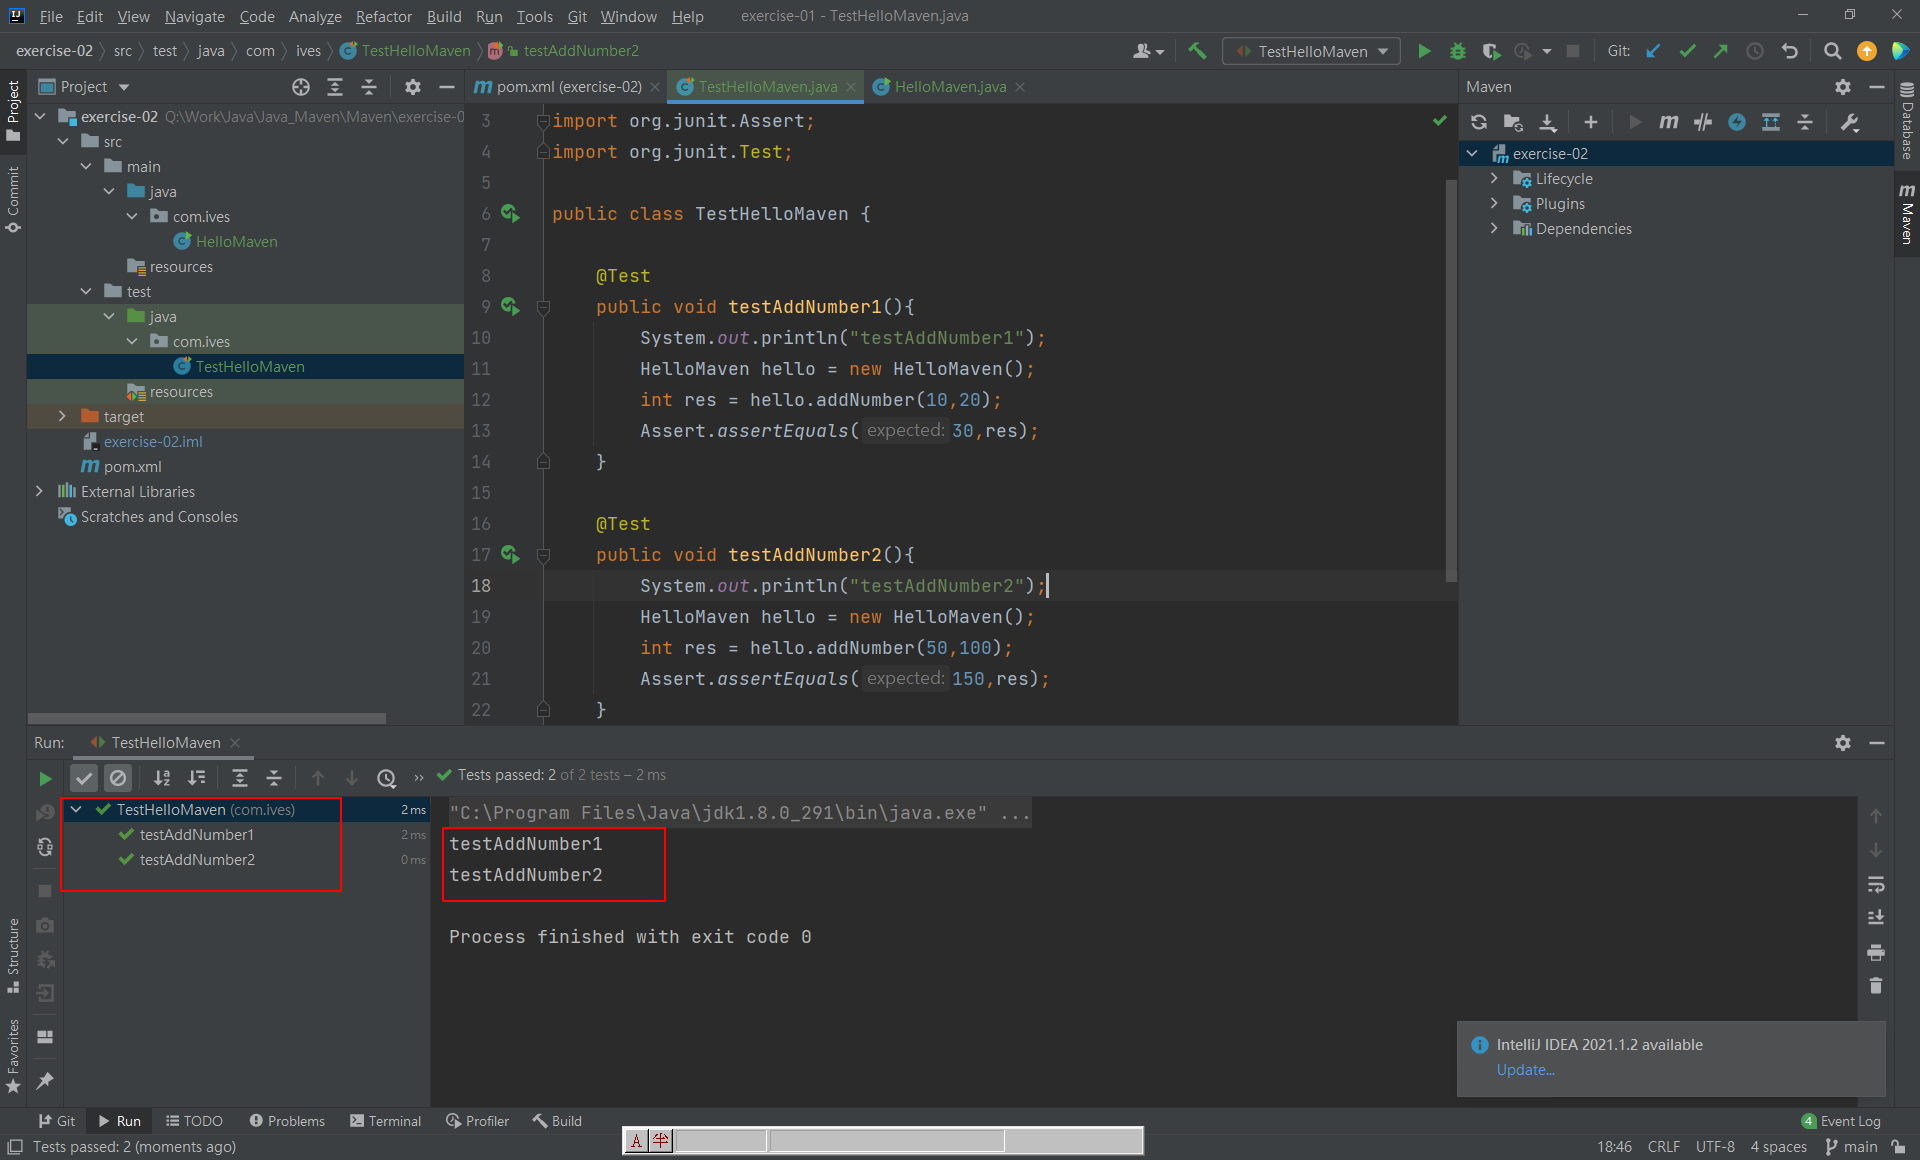 File Edit View Navigate Code Analyze Refactor Build Run Tools Git Window Help exercise-01 - TestHelloMaven.java
exercise-02 src test java com ives TestHelloMaven testAddNumber2 TestHelloMaven Git:
Project
pom.xml (exercise-02) TestHelloMaven.java HelloMaven.java
Maven
exercise-02 Q:\Work\Java\Java_Maven\Maven\exercise-0
src
main
java
com.ives
HelloMaven
resources
test
java
com.ives
TestHelloMaven
resources
target
exercise-02.iml
pom.xml
External Libraries
Scratches and Consoles
3 import org.junit.Assert;
4 import org.junit.Test;
5
6 public class TestHelloMaven {
7
8 @Test
9 public void testAddNumber1(){
10 System.out.println("testAddNumber1");
11 HelloMaven hello = new HelloMaven();
12 int res = hello.addNumber(10,20);
13 Assert.assertEquals( expected: 30,res);
14 }
15
16 @Test
17 public void testAddNumber2(){
18 System.out.println("testAddNumber2");
19 HelloMaven hello = new HelloMaven();
20 int res = hello.addNumber(50,100);
21 Assert.assertEquals( expected: 150,res);
22 }
exercise-02
Lifecycle
Plugins
Dependencies
Project
Commit
Structure
Favorites
Database
Maven
Run: TestHelloMaven
Tests passed: 2 of 2 tests – 2 ms
TestHelloMaven (com.ives) 2 ms
testAddNumber1 2 ms
testAddNumber2 0 ms
"C:\Program Files\Java\jdk1.8.0_291\bin\java.exe" ...
testAddNumber1
testAddNumber2
Process finished with exit code 0
IntelliJ IDEA 2021.1.2 available
Update...
Git Run TODO Problems Terminal Profiler Build 4 Event Log
Tests passed: 2 (moments ago) A 半 18:46 CRLF UTF-8 4 spaces main